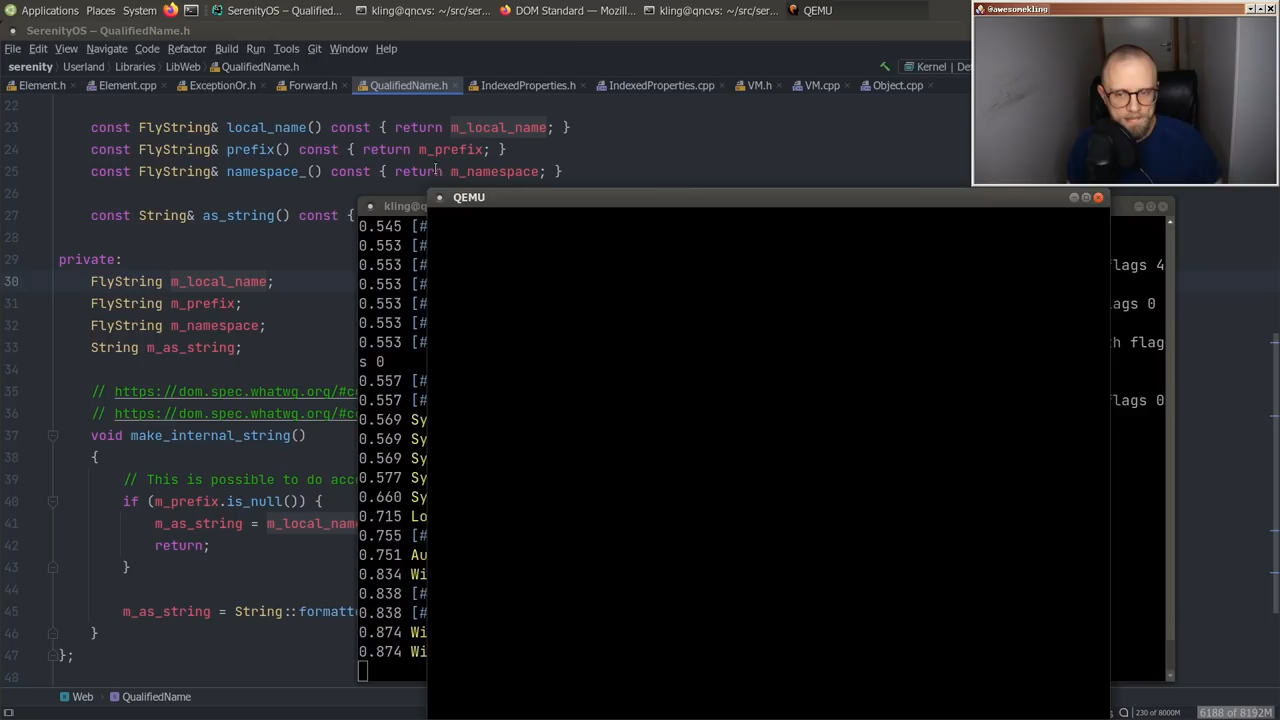 Applications Places System SerenityOS – Qualified... kling@qncvs: ~/src/ser... DOM Standard — Mozill... kling@qncvs: ~/src/ser... QEMU
@awesomekling
SerenityOS – QualifiedName.h
File Edit View Navigate Code Refactor Build Run Tools Git Window Help
serenity Userland Libraries LibWeb QualifiedName.h Kernel
Element.h Element.cpp ExceptionOr.h Forward.h QualifiedName.h IndexedProperties.h IndexedProperties.cpp VM.h VM.cpp Object.cpp
22
23 const FlyString& local_name() const { return m_local_name; }
24 const FlyString& prefix() const { return m_prefix; }
25 const FlyString& namespace_() const { return m_namespace; }
26
27 const String& as_string() const {
28
29 private:
30 FlyString m_local_name;
31 FlyString m_prefix;
32 FlyString m_namespace;
33 String m_as_string;
34
35 // https://dom.spec.whatwg.org/#c
36 // https://dom.spec.whatwg.org/#c
37 void make_internal_string()
38 {
39 // This is possible to do acc
40 if (m_prefix.is_null()) {
41 m_as_string = m_local_name
42 return;
43 }
44
45 m_as_string = String::formatt
46 }
47 };
48
kling@q
QEMU
0.545 [#
0.553 [#
0.553 [# flags 4
0.553 [#
0.553 [# flags 0
0.553 [#
0.553 [# h flag
s 0
0.557 [#
0.557 [# flags 0
0.569 Sy
0.569 Sy
0.569 Sy
0.577 Sy
0.660 Sy
0.715 Lo
0.755 [#
0.751 Au
0.834 Wi
0.838 [#
0.838 [#
0.874 Wi
0.874 Wi
Web QualifiedName
230 of 8000M 6188 of 8192M